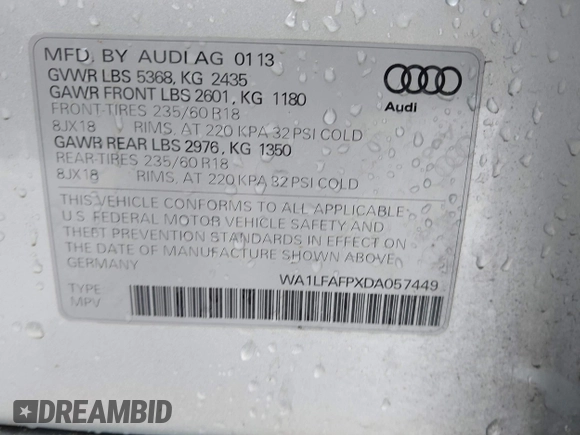 MFD. BY AUDI AG 01 13
GVWR LBS 5368, KG 2435
GAWR FRONT LBS 2601, KG 1180
FRONT-TIRES 235/60 R18
8JX18 RIMS, AT 220 KPA 32 PSI COLD
GAWR REAR LBS 2976, KG 1350
REAR-TIRES 235/60 R18
8JX18 RIMS, AT 220 KPA 32 PSI COLD
Audi
THIS VEHICLE CONFORMS TO ALL APPLICABLE
U.S. FEDERAL MOTOR VEHICLE SAFETY AND
THEFT PREVENTION STANDARDS IN EFFECT ON
THE DATE OF MANUFACTURE SHOWN ABOVE.
GERMANY
WA1LFAFPXDA057449
TYPE
MPV
DREAMBID